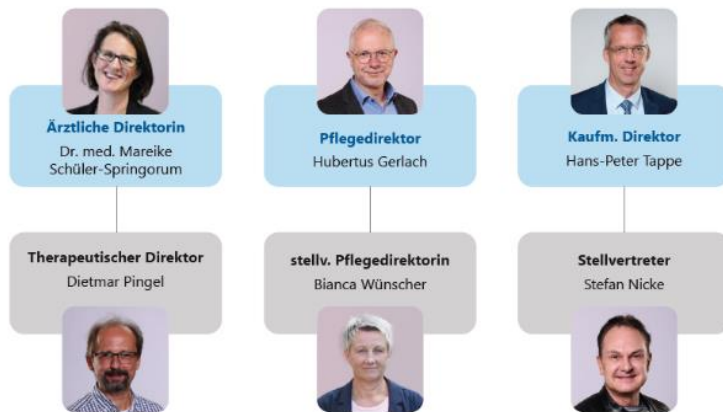 Ärztliche Direktorin
Dr. med. Mareike
Schüler-Springorum
Pflegedirektor
Hubertus Gerlach
Kaufm. Direktor
Hans-Peter Tappe
Therapeutischer Direktor
Dietmar Pingel
stellv. Pflegedirektorin
Bianca Wünscher
Stellvertreter
Stefan Nicke